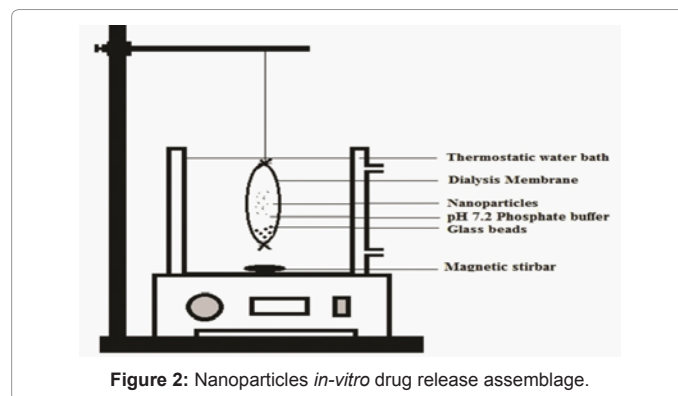 Thermostatic water bath
Dialysis Membrane
Nanoparticles
pH 7.2 Phosphate buffer
Glass beads
Magnetic stirbar
Figure 2: Nanoparticles in-vitro drug release assemblage.